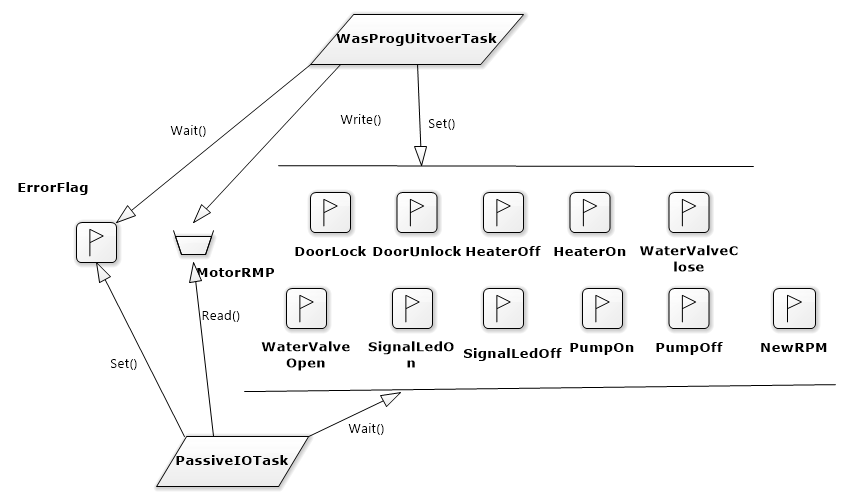 WasProgUitvoerTask
Wait()
Write()
Set()
ErrorFlag
DoorLock
DoorUnlock
HeaterOff
HeaterOn
WaterValveC
lose
MotorRMP
Read()
WaterValve
Open
SignalLedO
n
SignalLedOff
PumpOn
PumpOff
NewRPM
Set()
Wait()
PassiveIOTask